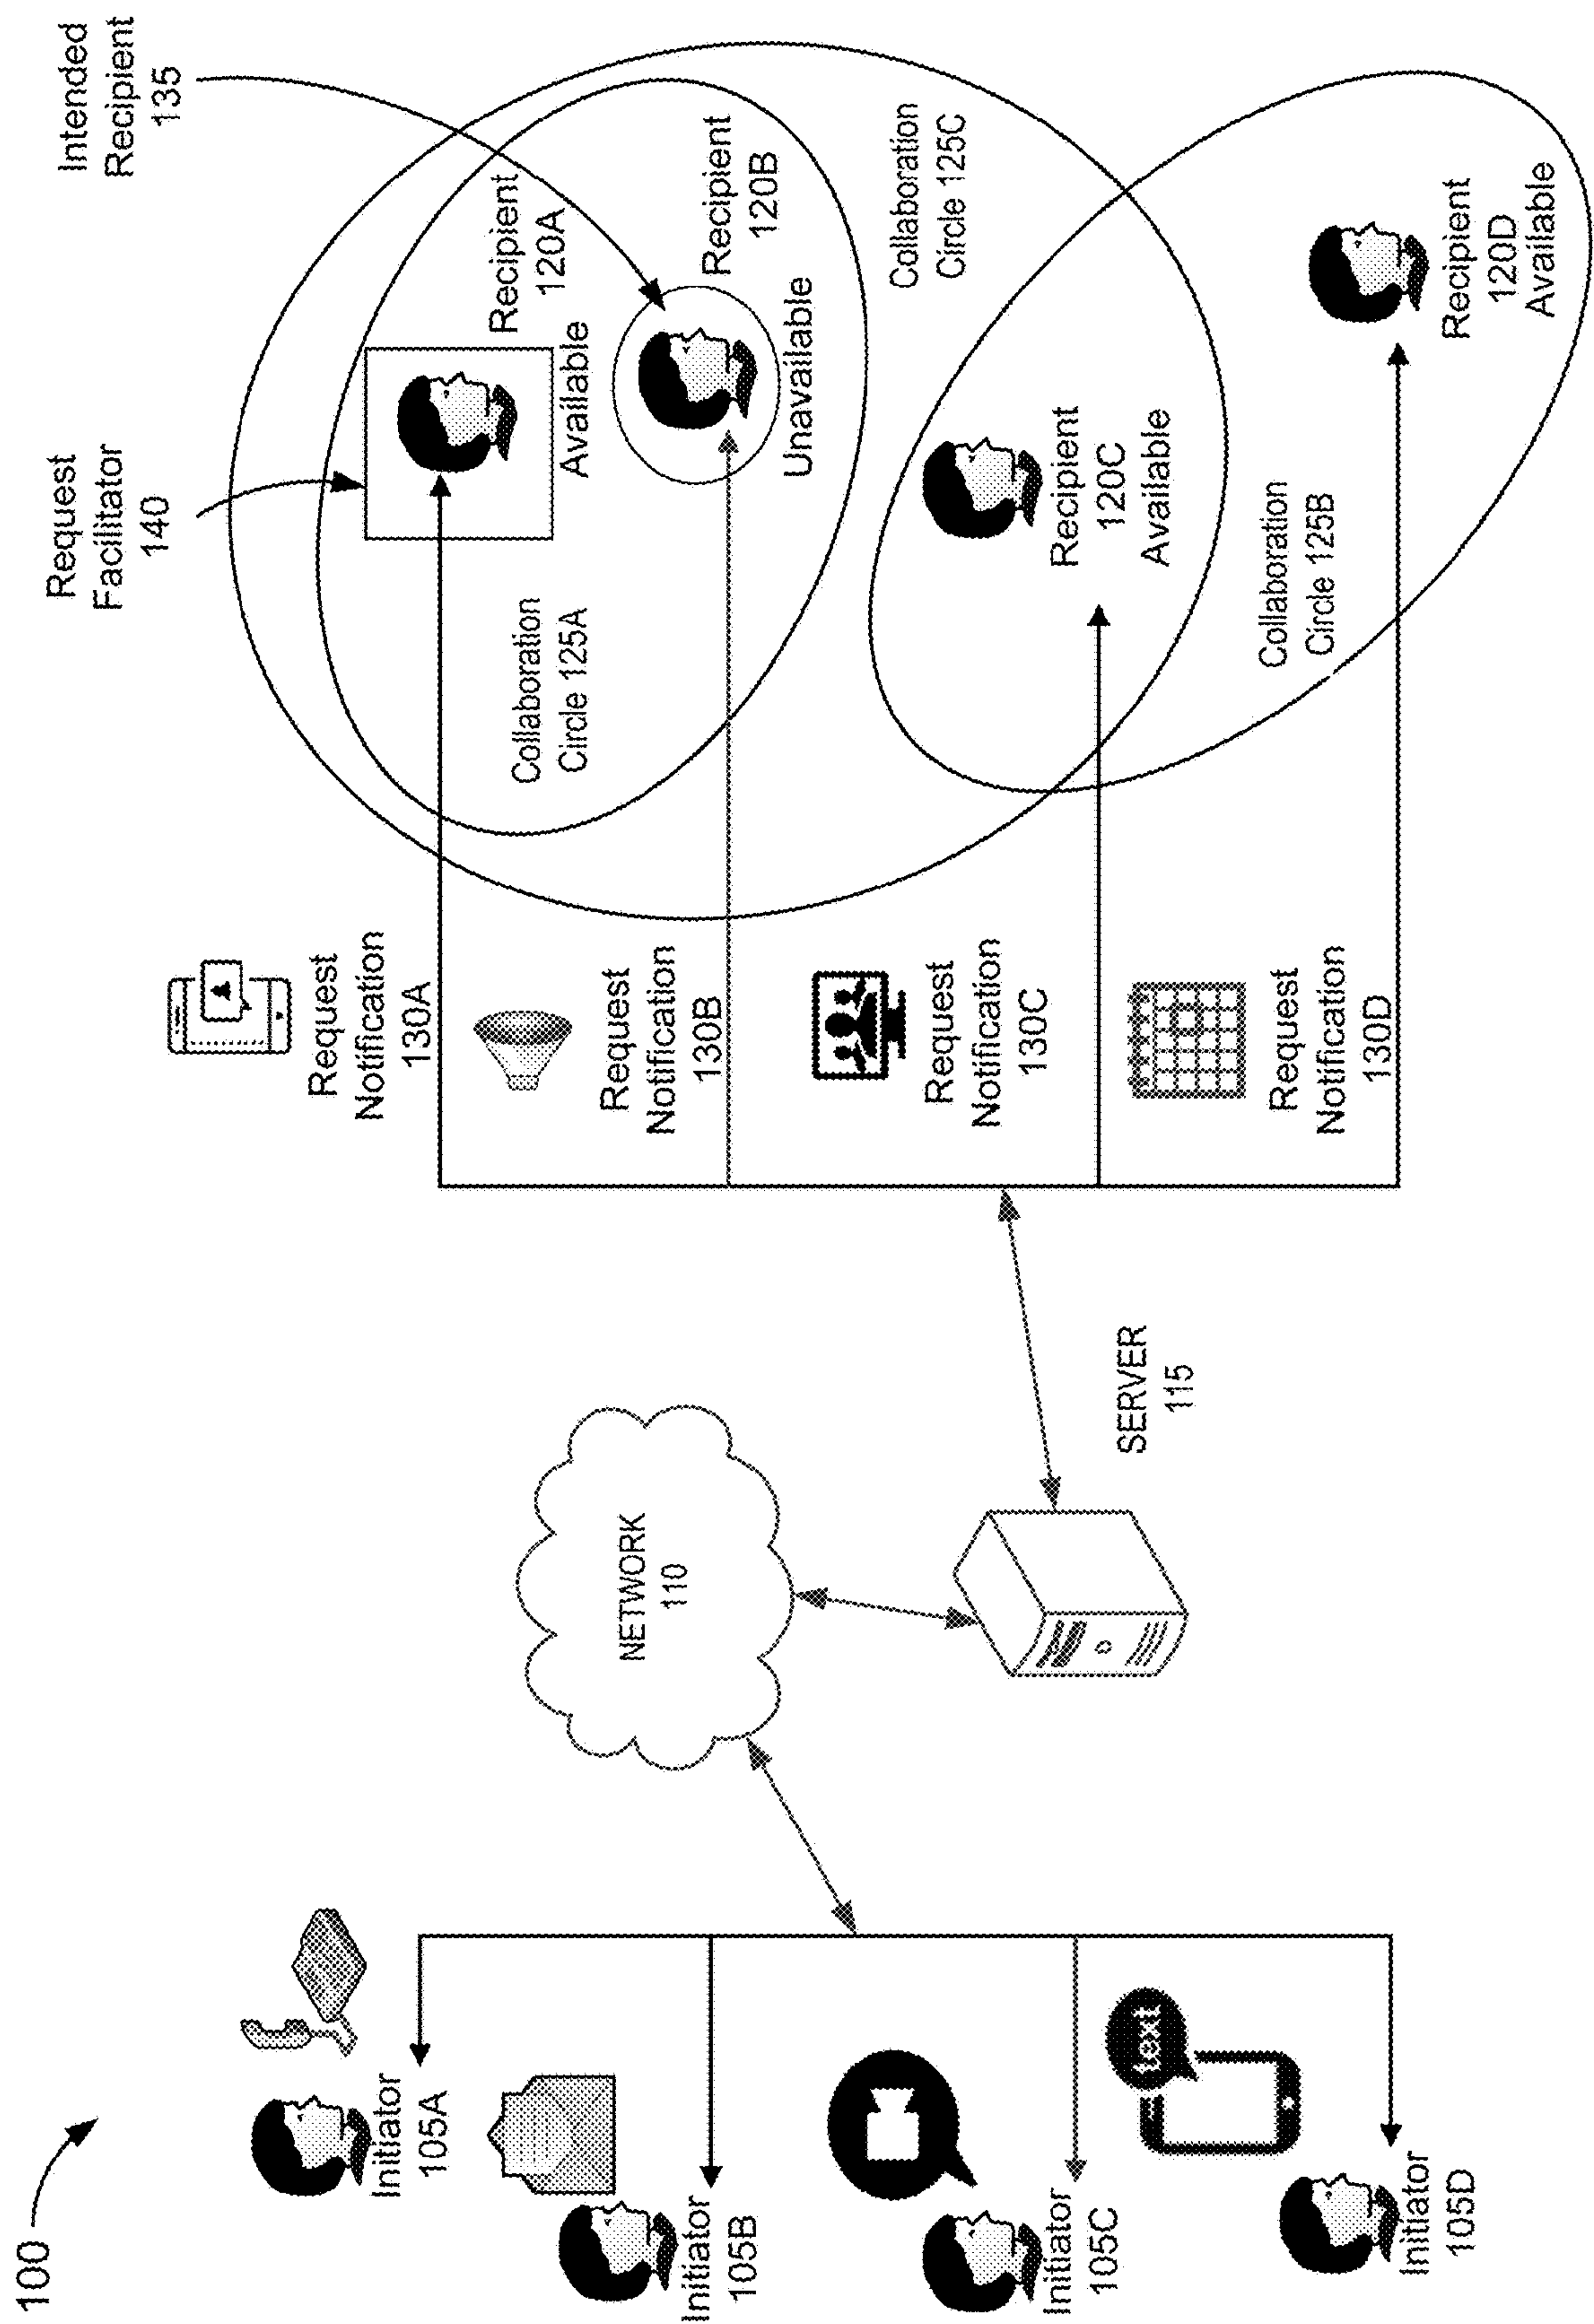 100
Initiator
105A
Initiator
105B
Initiator
105C
text
Initiator
105D
NETWORK
110
SERVER
115
Request
Notification
130A
Request
Notification
130B
Request
Notification
130C
Request
Notification
130D
Request
Facilitator
140
Intended
Recipient
135
Collaboration
Circle 125A
Available
Recipient
120A
Unavailable
Recipient
120B
Collaboration
Circle 125C
Recipient
120C
Available
Collaboration
Circle 125B
Recipient
120D
Available